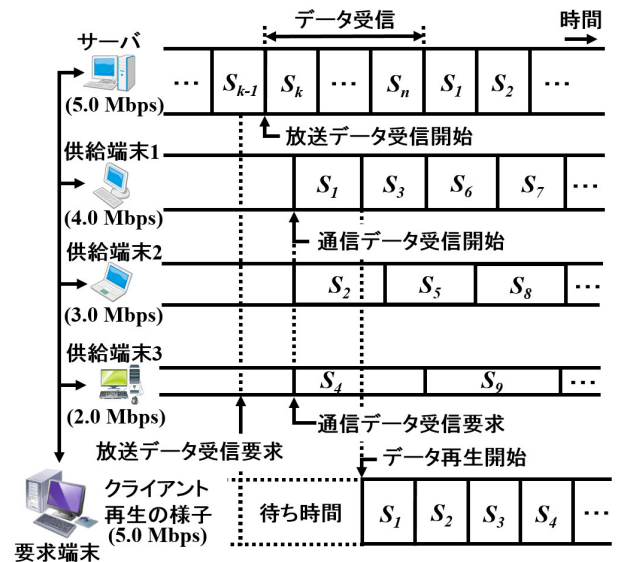 データ受信
時間
サーバ
(5.0 Mbps)
… Sk-1 Sk … Sn S1 S2 …
放送データ受信開始
供給端末1
(4.0 Mbps)
S1 S3 S6 S7 …
通信データ受信開始
供給端末2
(3.0 Mbps)
S2 S5 S8 …
供給端末3
(2.0 Mbps)
S4 S9 …
放送データ受信要求
通信データ受信要求
データ再生開始
要求端末
クライアント
再生の様子
(5.0 Mbps)
待ち時間
S1 S2 S3 S4 …